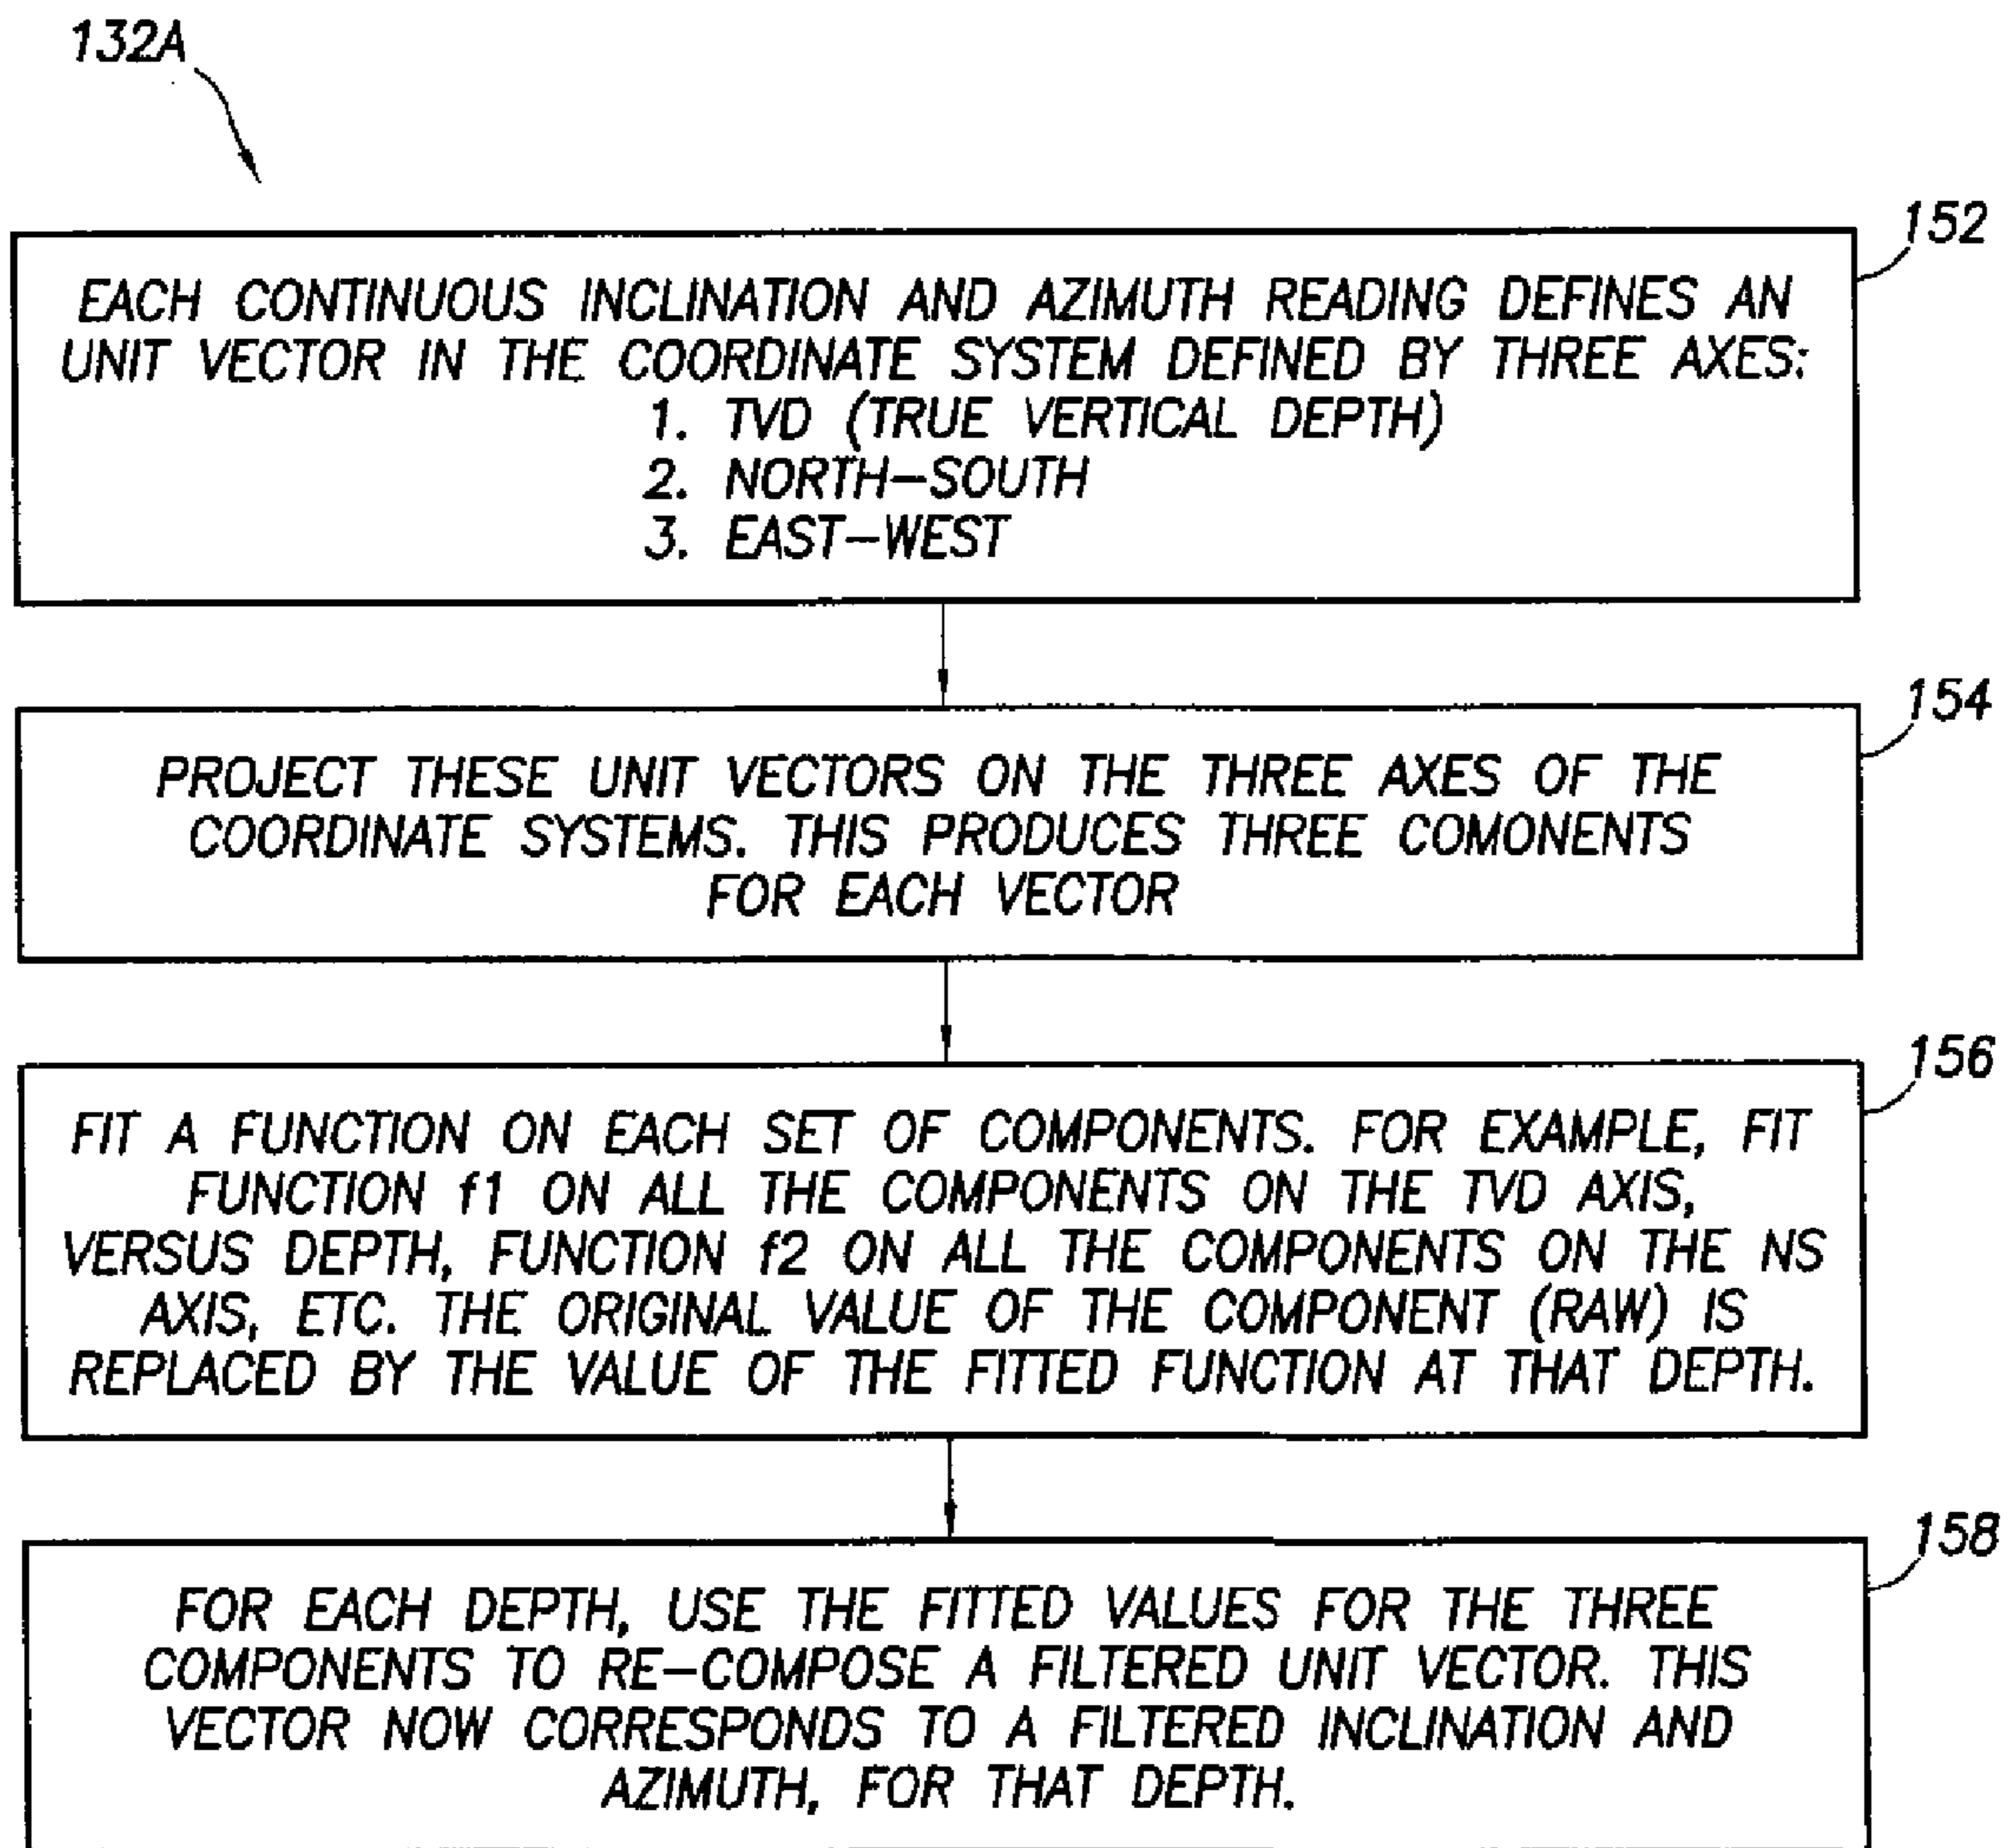 132A
152
EACH CONTINUOUS INCLINATION AND AZIMUTH READING DEFINES AN
UNIT VECTOR IN THE COORDINATE SYSTEM DEFINED BY THREE AXES:
1. TVD (TRUE VERTICAL DEPTH)
2. NORTH–SOUTH
3. EAST–WEST
154
PROJECT THESE UNIT VECTORS ON THE THREE AXES OF THE
COORDINATE SYSTEMS. THIS PRODUCES THREE COMONENTS
FOR EACH VECTOR
156
FIT A FUNCTION ON EACH SET OF COMPONENTS. FOR EXAMPLE, FIT
FUNCTION f1 ON ALL THE COMPONENTS ON THE TVD AXIS,
VERSUS DEPTH, FUNCTION f2 ON ALL THE COMPONENTS ON THE NS
AXIS, ETC. THE ORIGINAL VALUE OF THE COMPONENT (RAW) IS
REPLACED BY THE VALUE OF THE FITTED FUNCTION AT THAT DEPTH.
158
FOR EACH DEPTH, USE THE FITTED VALUES FOR THE THREE
COMPONENTS TO RE–COMPOSE A FILTERED UNIT VECTOR. THIS
VECTOR NOW CORRESPONDS TO A FILTERED INCLINATION AND
AZIMUTH, FOR THAT DEPTH.